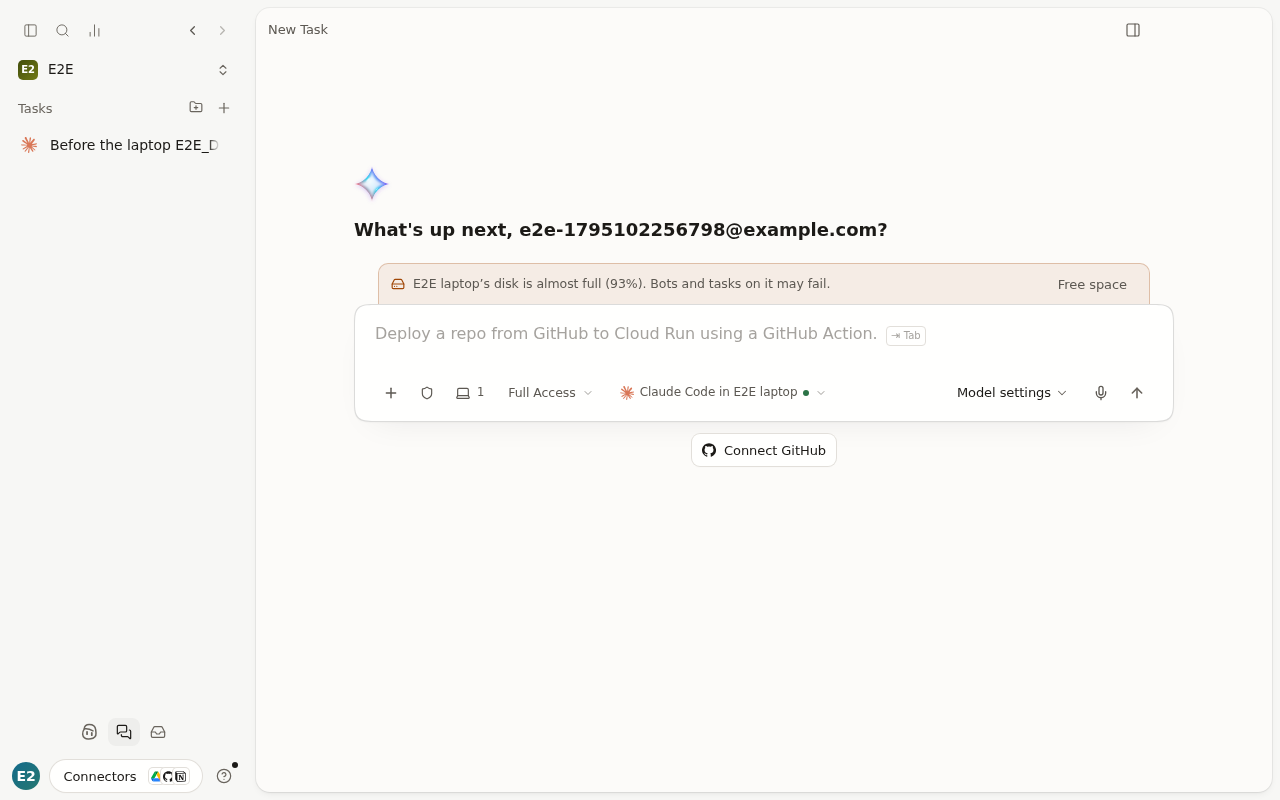 New Task
E2 E2E
Tasks
Before the laptop E2E_D
What's up next, e2e-1795102256798@example.com?
E2E laptop’s disk is almost full (93%). Bots and tasks on it may fail.
Free space
Deploy a repo from GitHub to Cloud Run using a GitHub Action. ⇥ Tab
1 Full Access Claude Code in E2E laptop Model settings
Connect GitHub
E2 Connectors